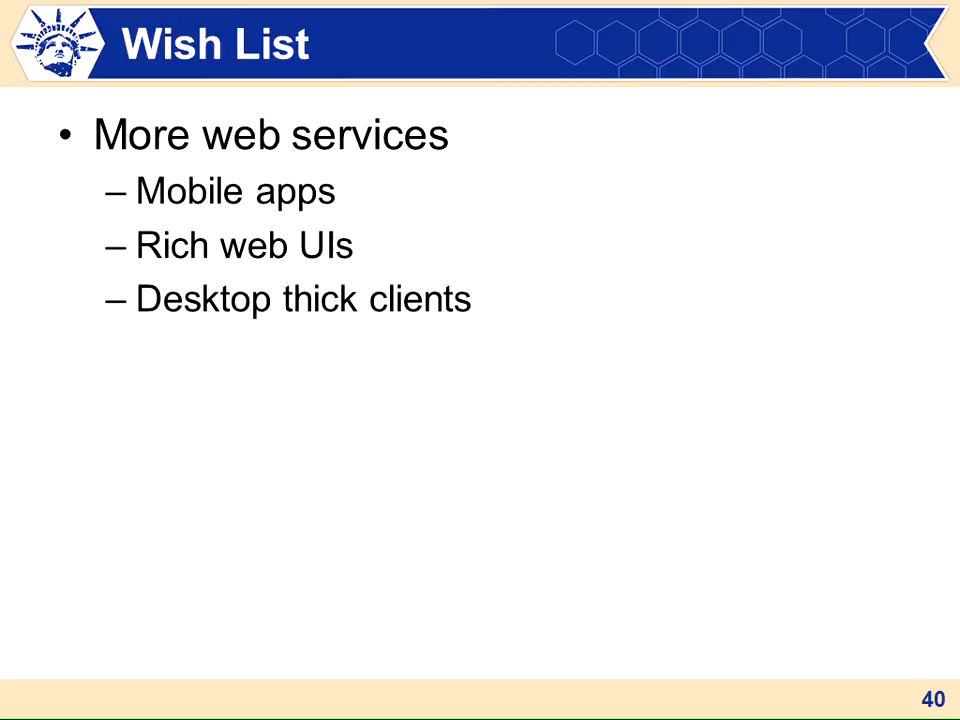 Wish List
• More web services
– Mobile apps
– Rich web UIs
– Desktop thick clients
40